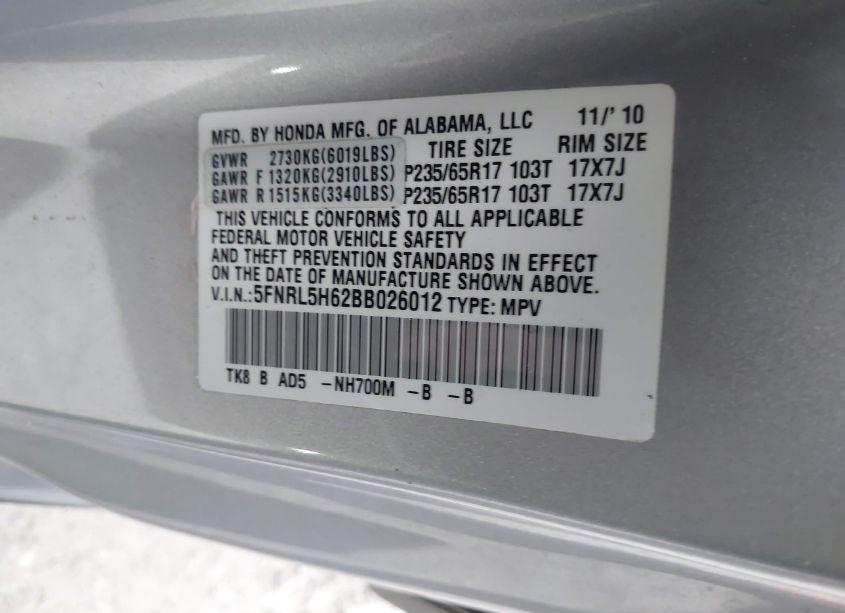 MFD. BY HONDA MFG. OF ALABAMA, LLC 11/' 10
TIRE SIZE RIM SIZE
GVWR 2730KG(6019LBS)
GAWR F 1320KG(2910LBS) P235/65R17 103T 17X7J
GAWR R 1515KG(3340LBS) P235/65R17 103T 17X7J
THIS VEHICLE CONFORMS TO ALL APPLICABLE
FEDERAL MOTOR VEHICLE SAFETY
AND THEFT PREVENTION STANDARDS IN EFFECT
ON THE DATE OF MANUFACTURE SHOWN ABOVE.
V.I.N.:5FNRL5H62BB026012 TYPE: MPV
TK8 B AD5 -NH700M -B -B